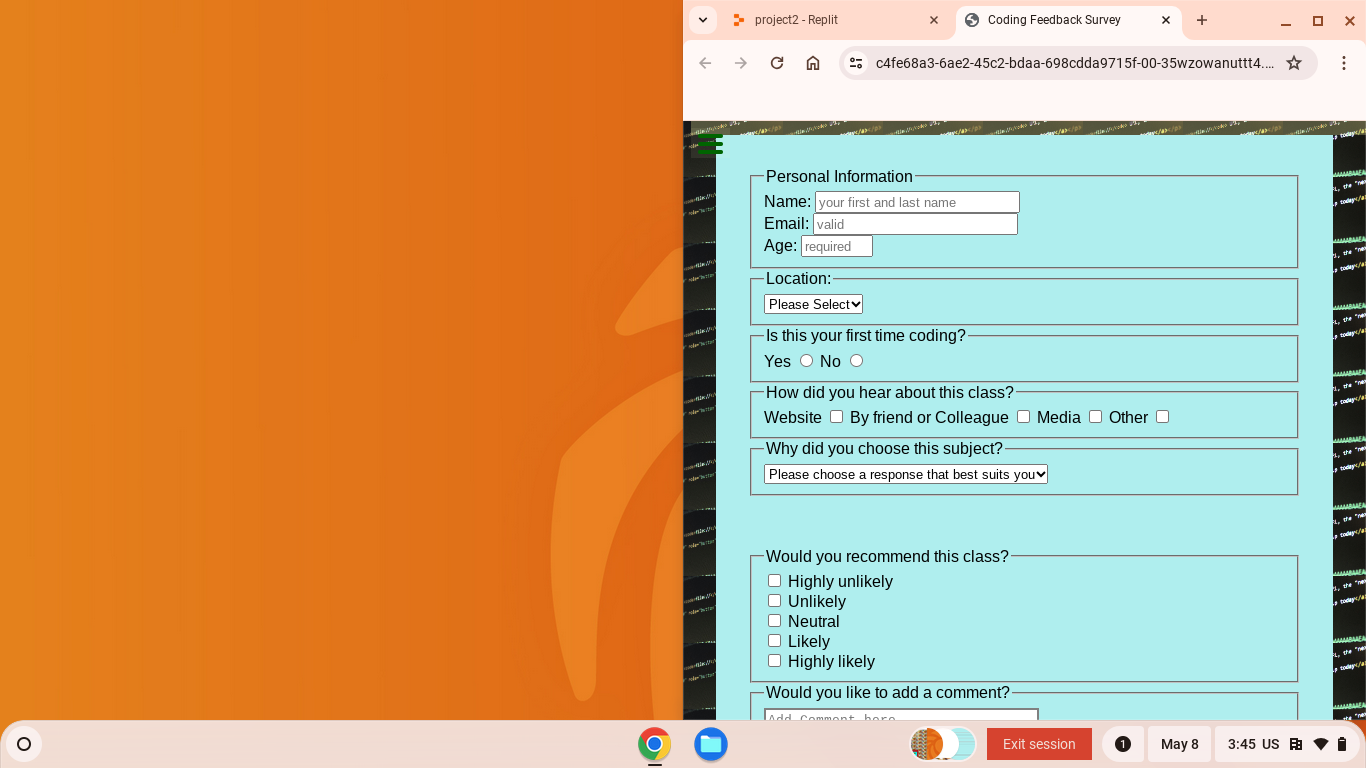 project2 - Replit
Coding Feedback Survey
c4fe68a3-6ae2-45c2-bdaa-698cdda9715f-00-35wzowanuttt4....
Personal Information
Name: your first and last name
Email: valid
Age: required
Location:
Please Select
Is this your first time coding?
Yes No
How did you hear about this class?
Website By friend or Colleague Media Other
Why did you choose this subject?
Please choose a response that best suits you
Would you recommend this class?
Highly unlikely
Unlikely
Neutral
Likely
Highly likely
Would you like to add a comment?
Add Comment here
Exit session
1
May 8
3:45 US